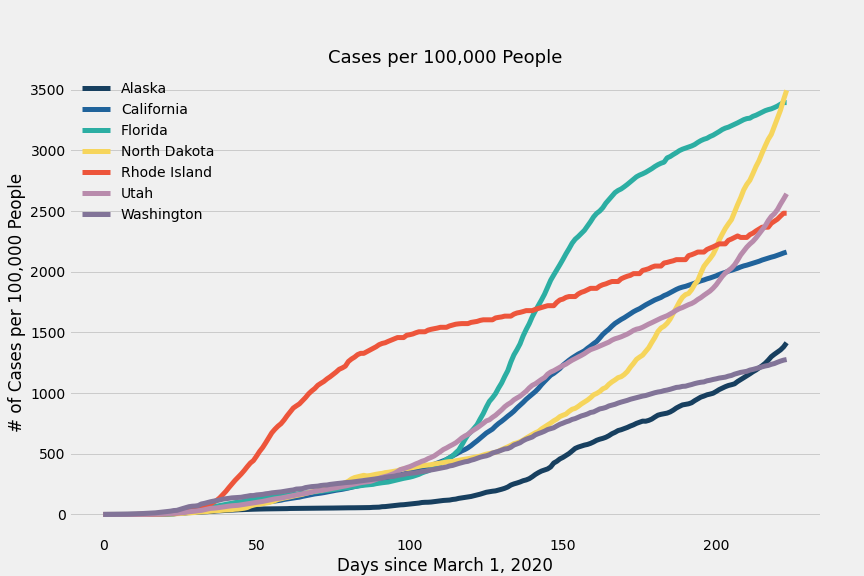 Cases per 100,000 People
3500
3000
2500
2000
1500
1000
500
0
# of Cases per 100,000 People
Alaska
California
Florida
North Dakota
Rhode Island
Utah
Washington
0 50 100 150 200
Days since March 1, 2020